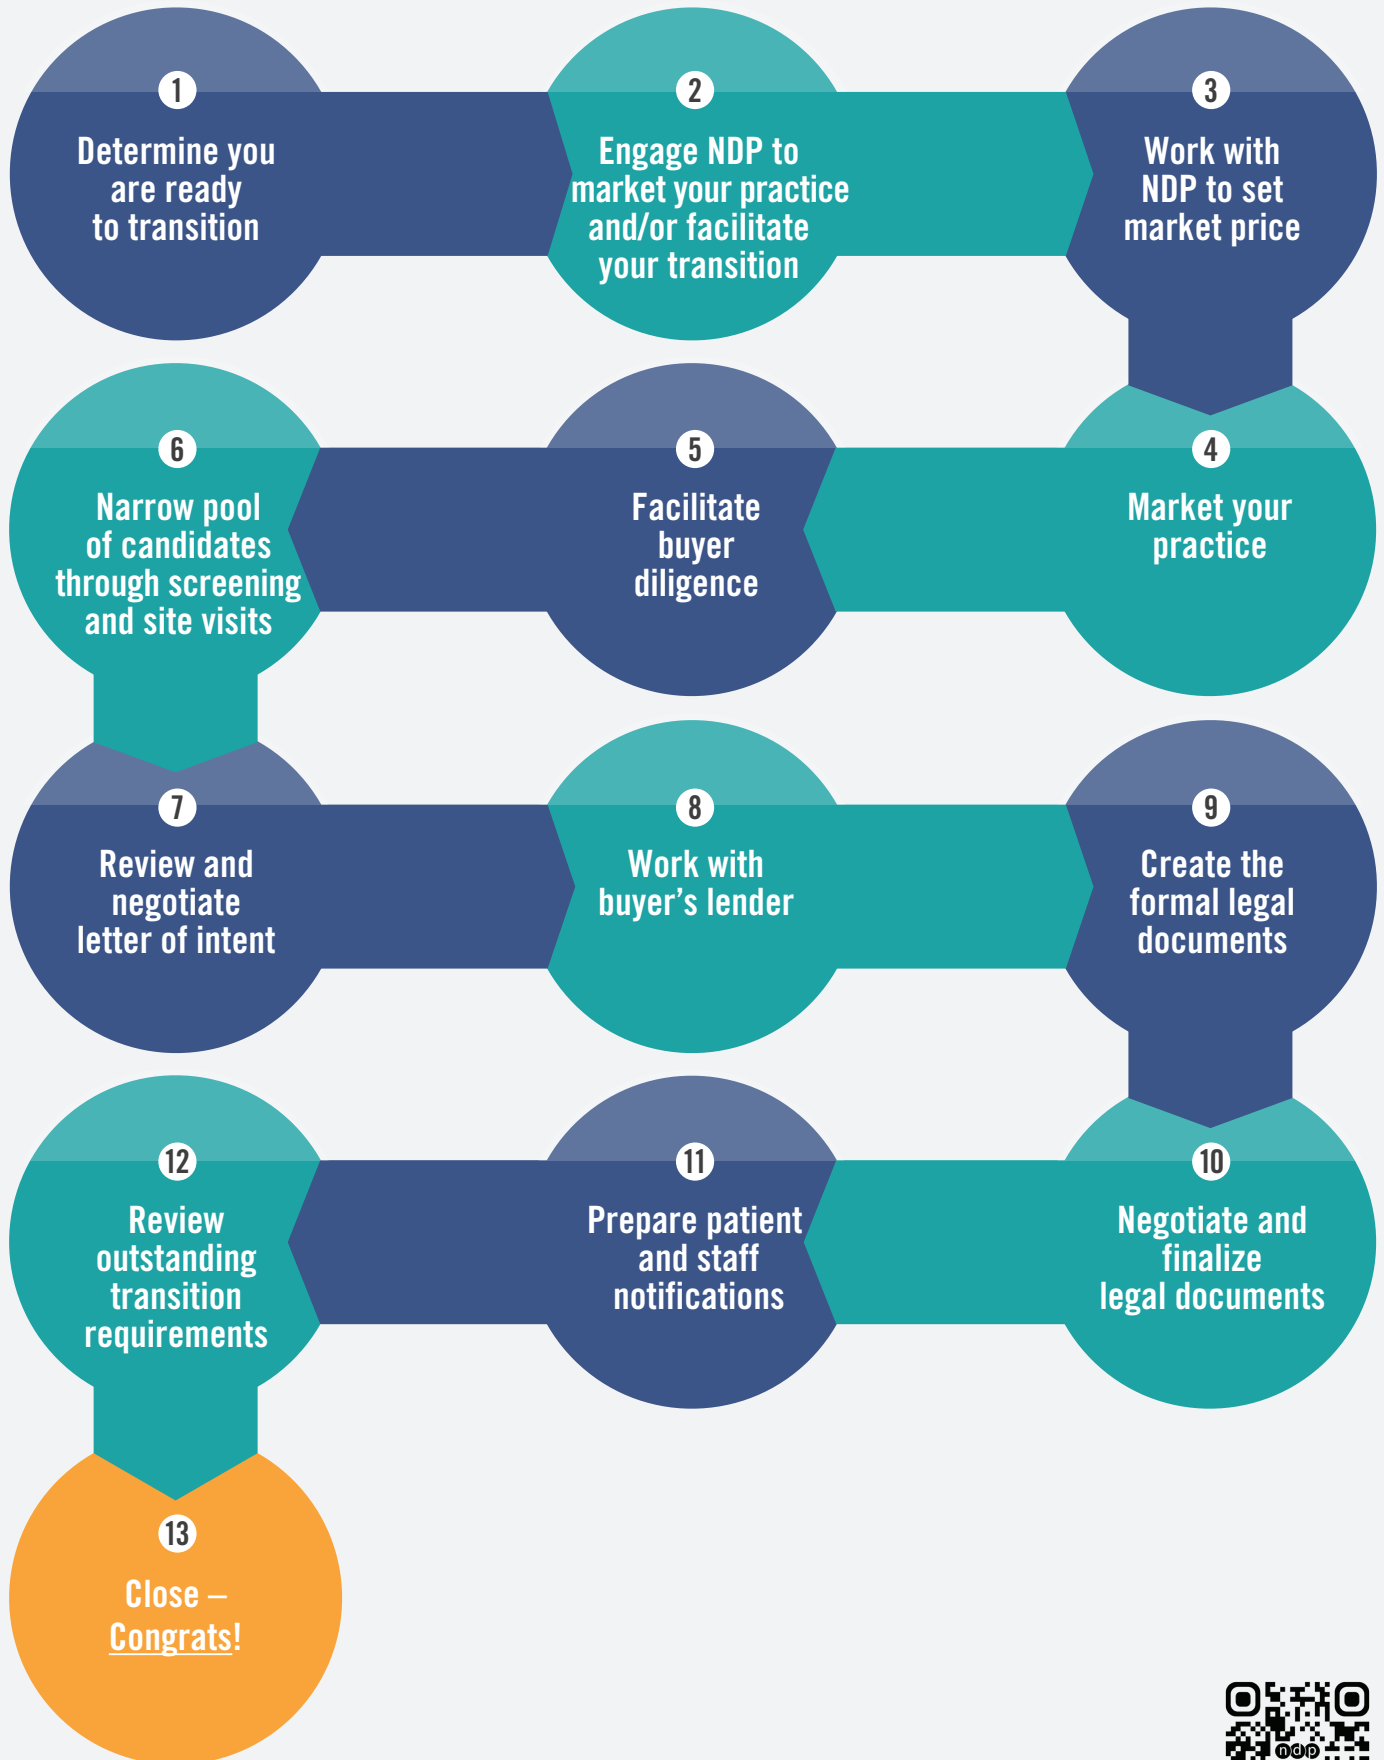 1
Determine you
are ready
to transition
2
Engage NDP to
market your practice
and/or facilitate
your transition
3
Work with
NDP to set
market price
4
Market your
practice
5
Facilitate
buyer
diligence
6
Narrow pool
of candidates
through screening
and site visits
7
Review and
negotiate
letter of intent
8
Work with
buyer’s lender
9
Create the
formal legal
documents
10
Negotiate and
finalize
legal documents
11
Prepare patient
and staff
notifications
12
Review
outstanding
transition
requirements
13
Close –
Congrats!
ndp